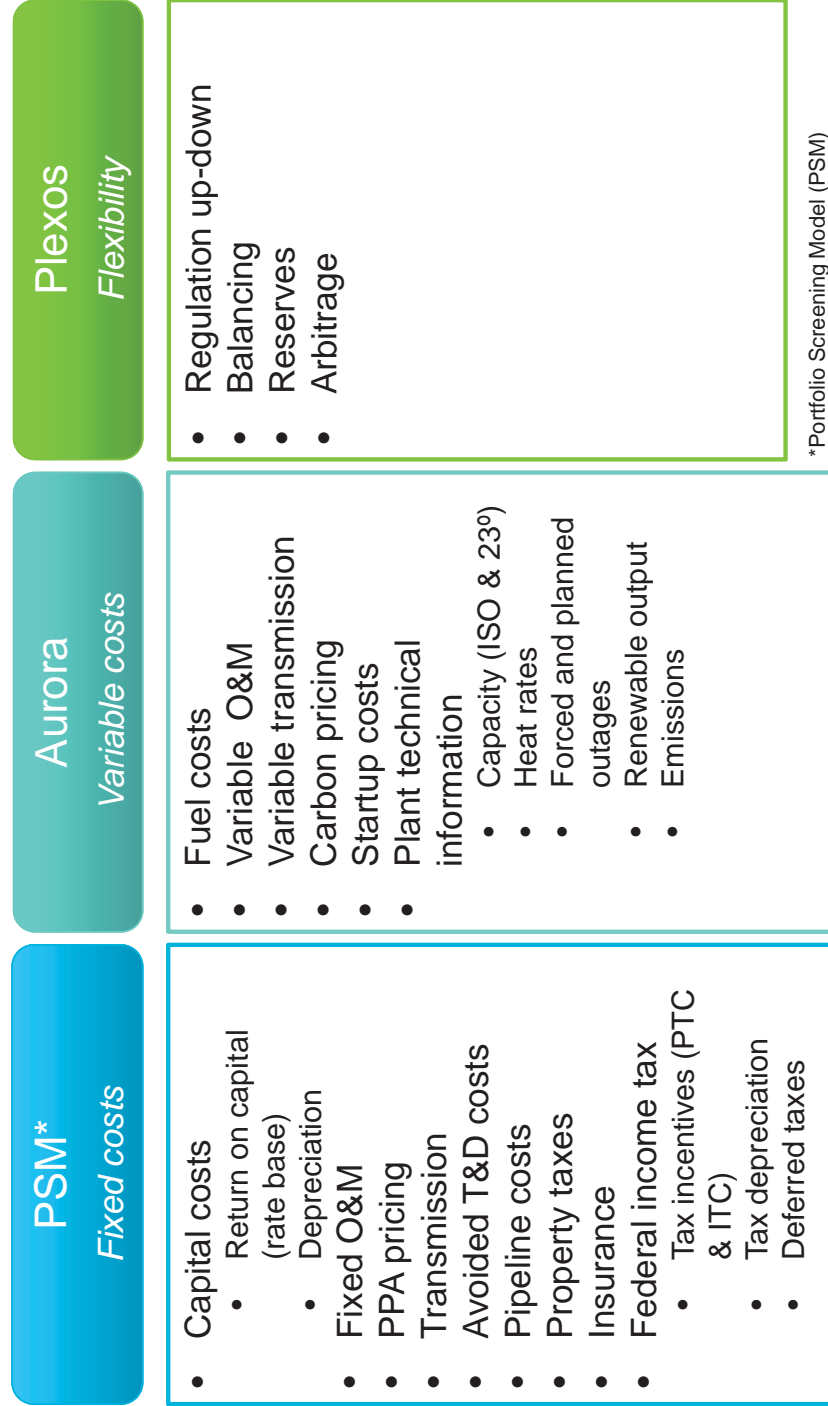 PSM*
Fixed costs
• Capital costs
• Return on capital
(rate base)
• Depreciation
• Fixed O&M
• PPA pricing
• Transmission
• Avoided T&D costs
• Pipeline costs
• Property taxes
• Insurance
• Federal income tax
• Tax incentives (PTC
& ITC)
• Tax depreciation
• Deferred taxes
Aurora
Variable costs
• Fuel costs
• Variable O&M
• Variable transmission
• Carbon pricing
• Startup costs
• Plant technical
information
• Capacity (ISO & 23º)
• Heat rates
• Forced and planned
outages
• Renewable output
• Emissions
Plexos
Flexibility
• Regulation up-down
• Balancing
• Reserves
• Arbitrage
*Portfolio Screening Model (PSM)